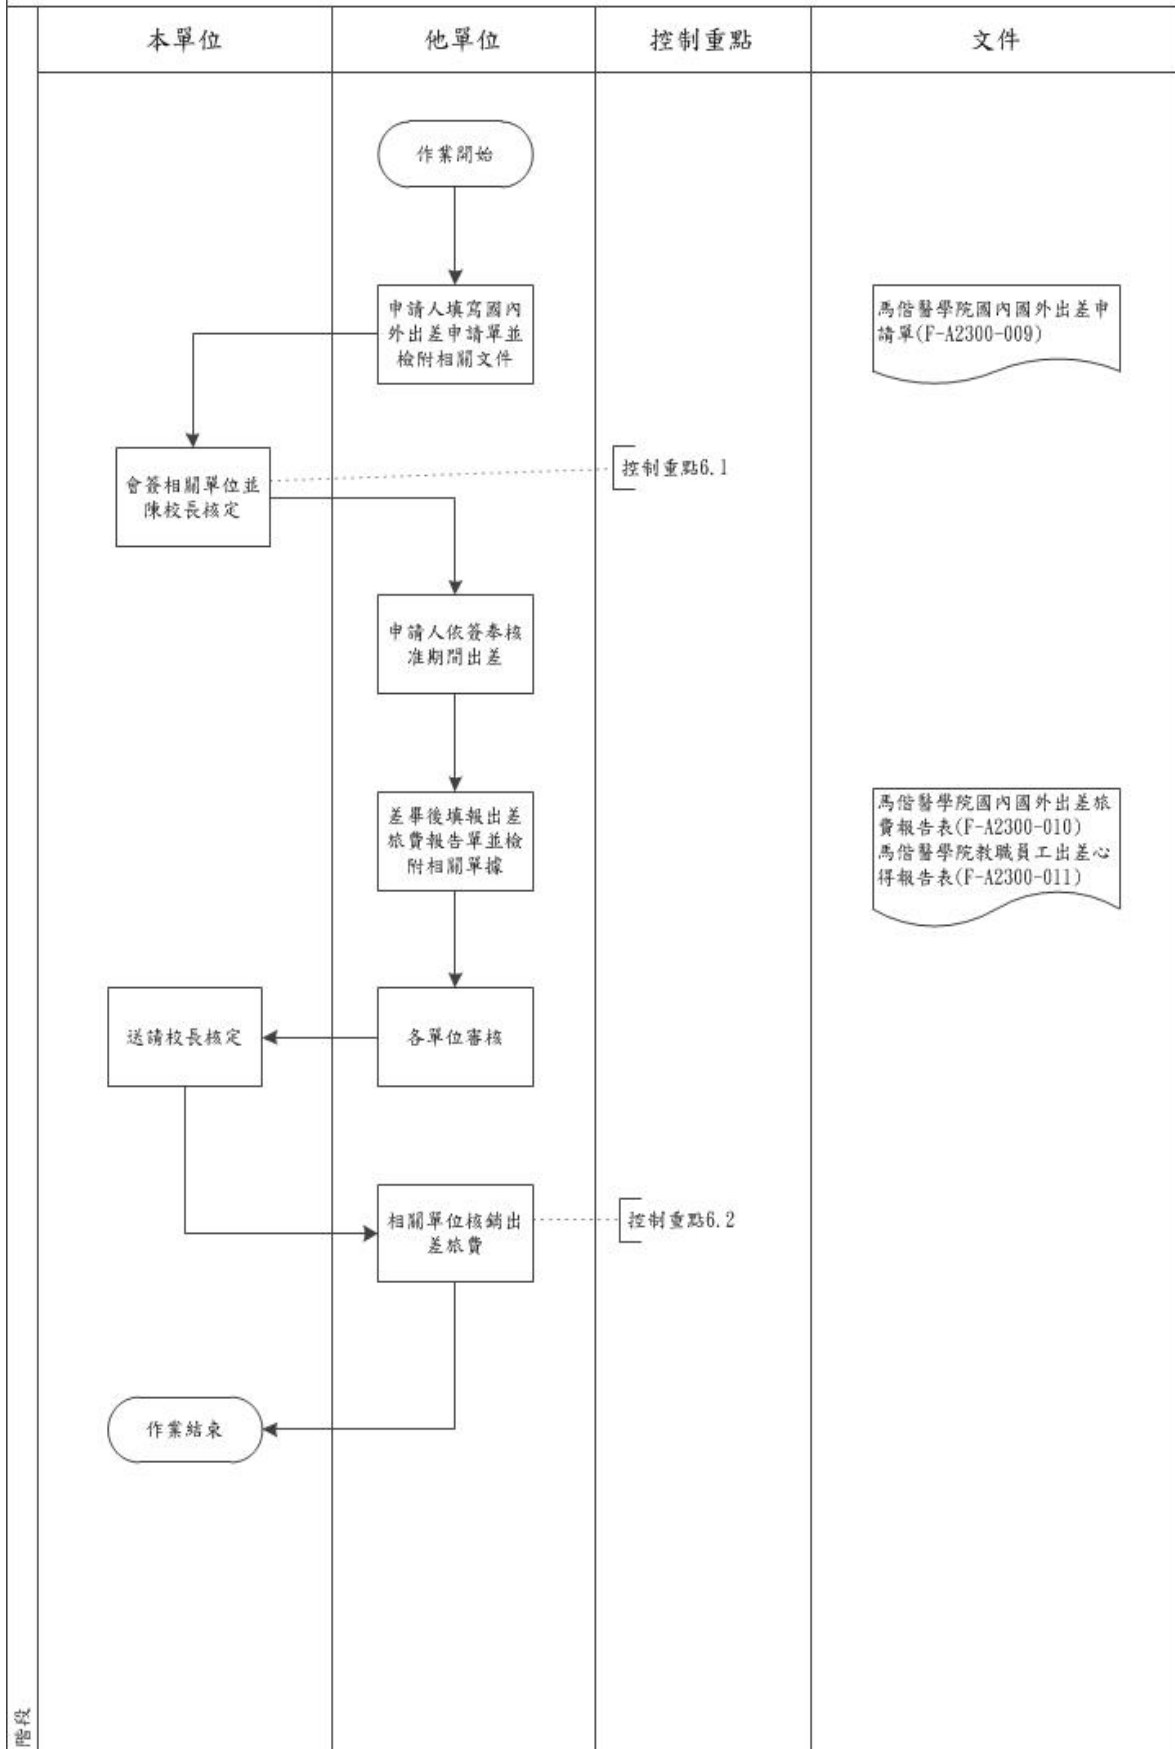 本單位
他單位
控制重點
文件
作業開始
申請人填寫國內
外出差申請單並
檢附相關文件
馬偕醫學院國內國外出差申
請單(F-A2300-009)
會簽相關單位並
陳校長核定
控制重點6.1
申請人依簽奉核
准期間出差
差畢後填報出差
旅費報告單並檢
附相關單據
馬偕醫學院國內國外出差旅
費報告表(F-A2300-010)
馬偕醫學院教職員工出差心
得報告表(F-A2300-011)
送請校長核定
各單位審核
相關單位核銷出
差旅費
控制重點6.2
作業結束
階段